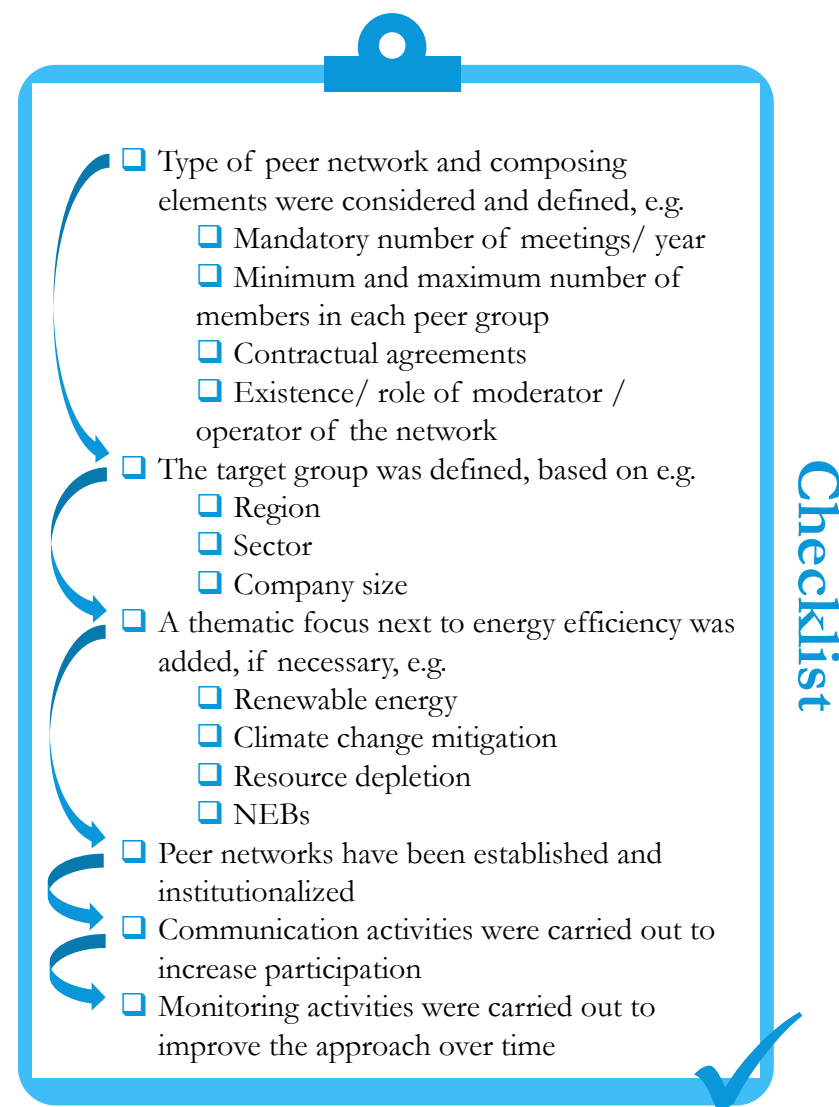 Type of peer network and composing
elements were considered and defined, e.g.
Mandatory number of meetings/ year
Minimum and maximum number of
members in each peer group
Contractual agreements
Existence/ role of moderator /
operator of the network
The target group was defined, based on e.g.
Region
Sector
Company size
A thematic focus next to energy efficiency was
added, if necessary, e.g.
Renewable energy
Climate change mitigation
Resource depletion
NEBs
Peer networks have been established and
institutionalized
Communication activities were carried out to
increase participation
Monitoring activities were carried out to
improve the approach over time
Checklist